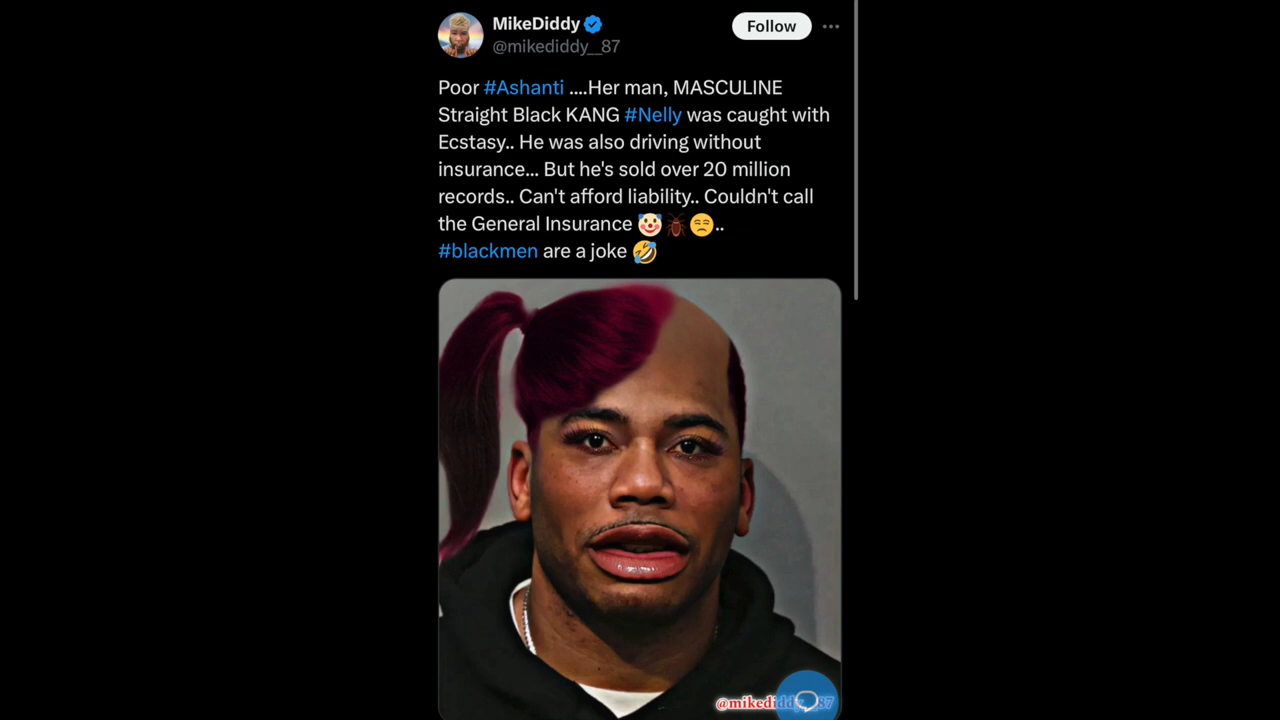 MikeDiddy
@mikediddy__87
Follow
Poor #Ashanti ....Her man, MASCULINE
Straight Black KANG #Nelly was caught with
Ecstasy.. He was also driving without
insurance... But he's sold over 20 million
records.. Can't afford liability.. Couldn't call
the General Insurance 🤡🪳😒..
#blackmen are a joke 🤣
@mikediddy__87